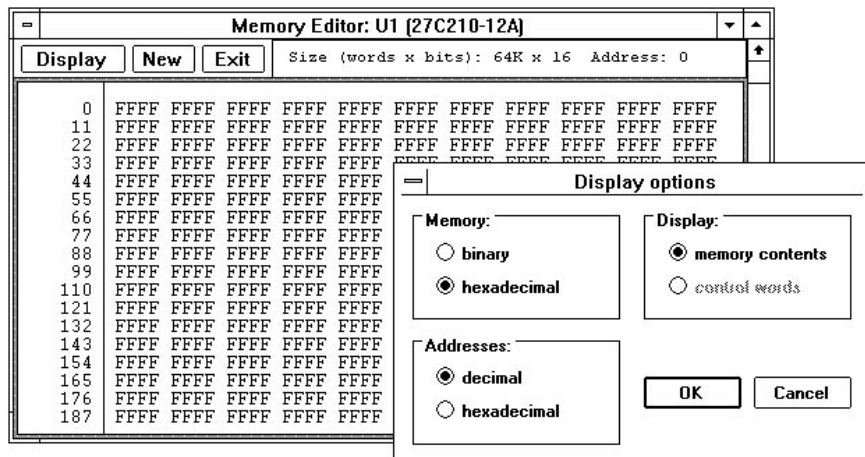 Memory Editor: U1 (27C210-12A)
Display New Exit Size (words x bits): 64K x 16 Address: 0
0 FFFF FFFF FFFF FFFF FFFF FFFF FFFF FFFF FFFF FFFF FFFF
11 FFFF FFFF FFFF FFFF FFFF FFFF FFFF FFFF FFFF FFFF FFFF
22 FFFF FFFF FFFF FFFF FFFF FFFF FFFF FFFF FFFF FFFF FFFF
33 FFFF FFFF FFFF FFFF FFFF FFFF FFFF FFFF FFFF FFFF FFFF
44 FFFF FFFF FFFF FFFF FFFF
55 FFFF FFFF FFFF FFFF FFFF
66 FFFF FFFF FFFF FFFF FFFF
77 FFFF FFFF FFFF FFFF FFFF
88 FFFF FFFF FFFF FFFF FFFF
99 FFFF FFFF FFFF FFFF FFFF
110 FFFF FFFF FFFF FFFF FFFF
121 FFFF FFFF FFFF FFFF FFFF
132 FFFF FFFF FFFF FFFF FFFF
143 FFFF FFFF FFFF FFFF FFFF
154 FFFF FFFF FFFF FFFF FFFF
165 FFFF FFFF FFFF FFFF FFFF
176 FFFF FFFF FFFF FFFF FFFF
187 FFFF FFFF FFFF FFFF FFFF
Display options
Memory:
binary
hexadecimal
Display:
memory contents
control words
Addresses:
decimal
hexadecimal
OK Cancel